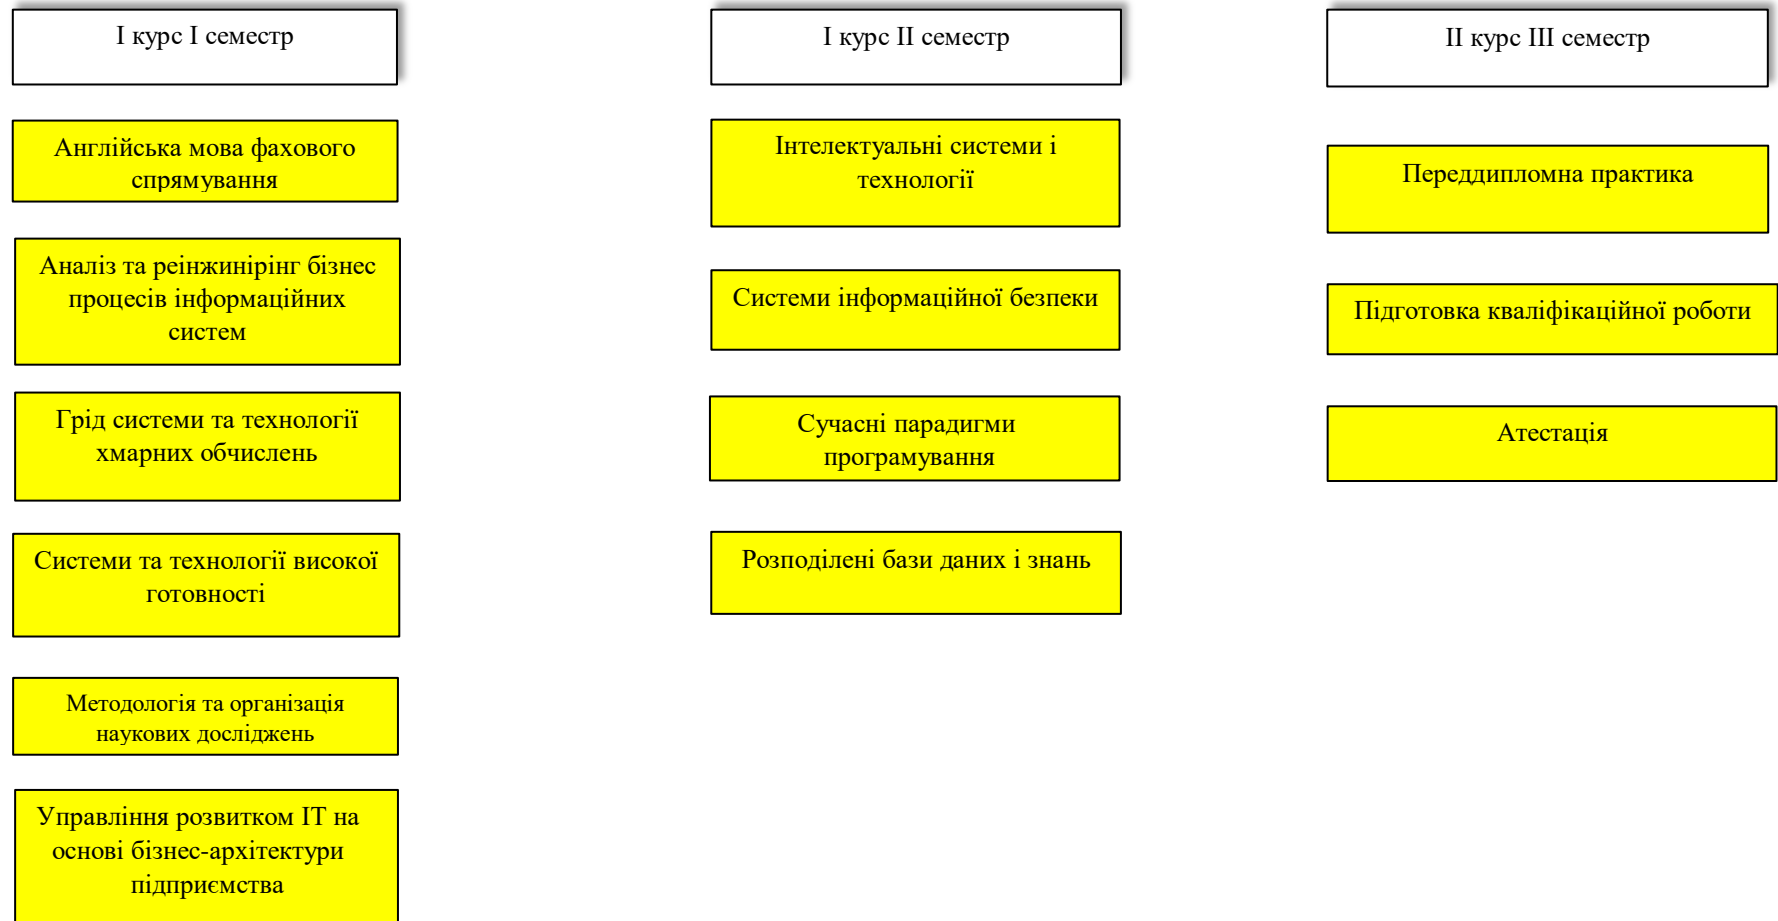 І курс І семестр
Англійська мова фахового
спрямування
Аналіз та реінжинірінг бізнес
процесів інформаційних
систем
Грід системи та технології
хмарних обчислень
Системи та технології високої
готовності
Методологія та організація
наукових досліджень
Управління розвитком ІТ на
основі бізнес-архітектури
підприємства
І курс ІІ семестр
Інтелектуальні системи і
технології
Системи інформаційної безпеки
Сучасні парадигми
програмування
Розподілені бази даних і знань
ІІ курс ІІІ семестр
Переддипломна практика
Підготовка кваліфікаційної роботи
Атестація